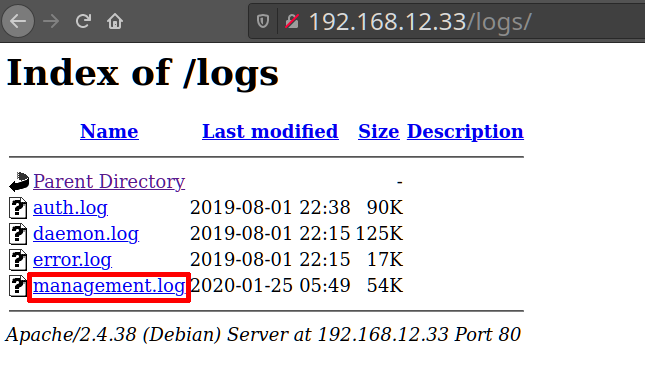 192.168.12.33/logs/
Index of /logs
Name Last modified Size Description
Parent Directory -
auth.log 2019-08-01 22:38 90K
daemon.log 2019-08-01 22:15 125K
error.log 2019-08-01 22:15 17K
management.log 2020-01-25 05:49 54K
Apache/2.4.38 (Debian) Server at 192.168.12.33 Port 80